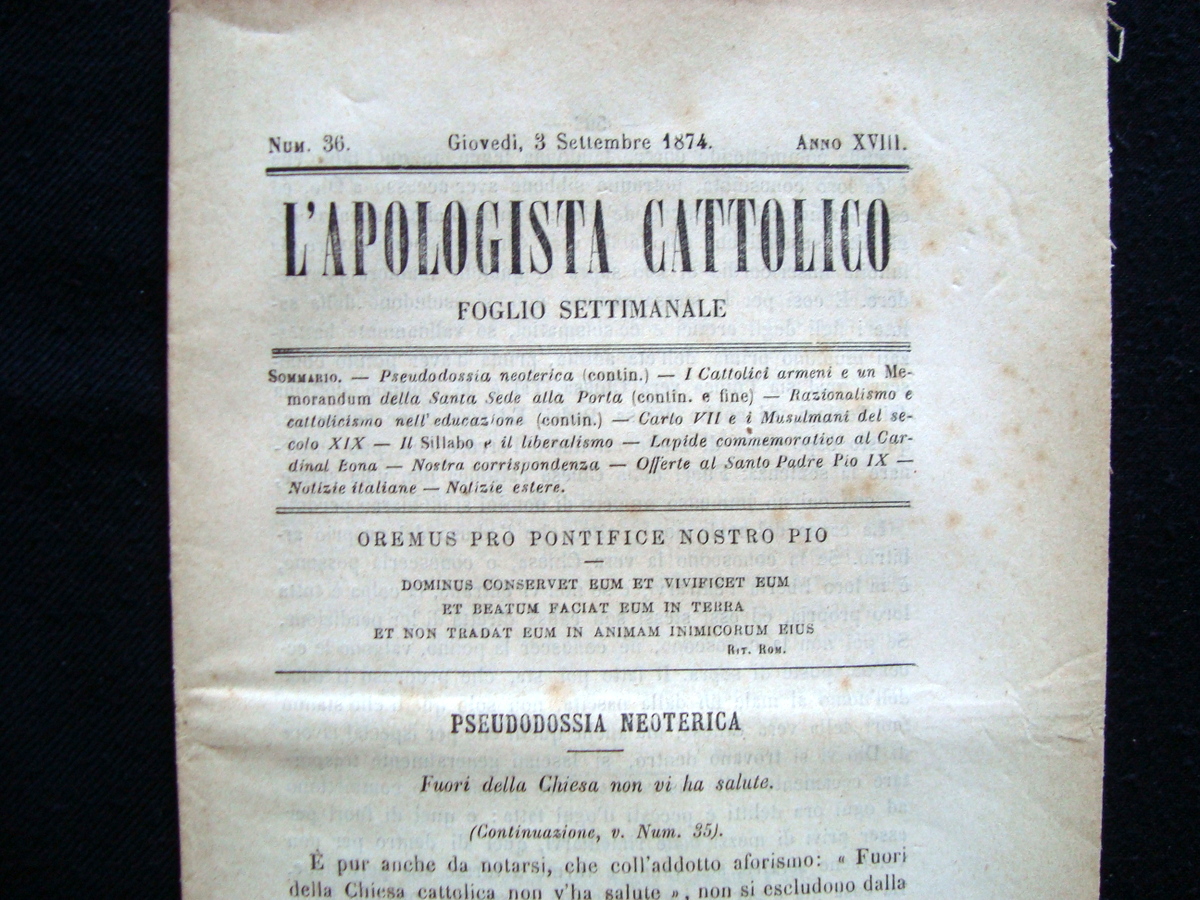 Num. 36. Giovedi, 3 Settembre 1874. Anno XVIII.
L'APOLOGISTA CATTOLICO
FOGLIO SETTIMANALE
Sommario. — Pseudodossia neoterica (contin.) — I Cattolici armeni e un Me-
morandum della Santa Sede alla Porta (contin. e fine) — Razionalismo e
cattolicismo nell'educazione (contin.) — Carlo VII e i Musulmani del se-
colo XIX — Il Sillabo e il liberalismo — Lapide commemorativa al Car-
dinal Bona — Nostra corrispondenza — Offerte al Santo Padre Pio IX —
Notizie italiane — Notizie estere.
OREMUS PRO PONTIFICE NOSTRO PIO
DOMINUS CONSERVET EUM ET VIVIFICET EUM
ET BEATUM FACIAT EUM IN TERRA
ET NON TRADAT EUM IN ANIMAM INIMICORUM EIUS
Rit. Rom.
PSEUDODOSSIA NEOTERICA
Fuori della Chiesa non vi ha salute.
(Continuazione, v. Num. 35).
E pur anche da notarsi, che coll'addotto aforismo: « Fuori
della Chiesa cattolica non v'ha salute », non si escludono dalla